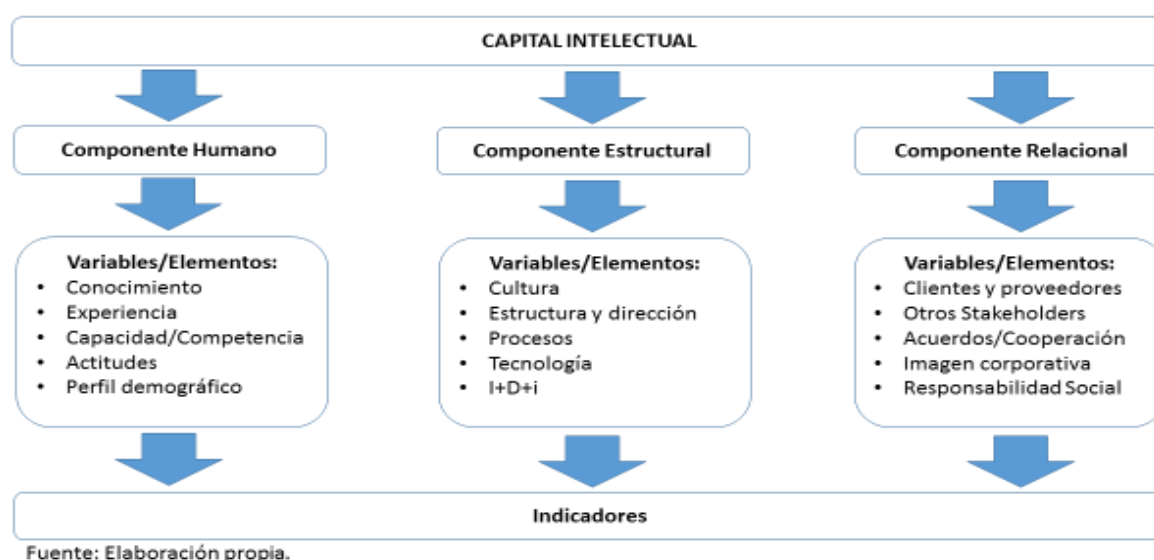 CAPITAL INTELECTUAL
Componente Humano
Componente Estructural
Componente Relacional
Variables/Elementos:
• Conocimiento
• Experiencia
• Capacidad/Competencia
• Actitudes
• Perfil demográfico
Variables/Elementos:
• Cultura
• Estructura y dirección
• Procesos
• Tecnología
• I+D+i
Variables/Elementos:
• Clientes y proveedores
• Otros Stakeholders
• Acuerdos/Cooperación
• Imagen corporativa
• Responsabilidad Social
Indicadores
Fuente: Elaboración propia.